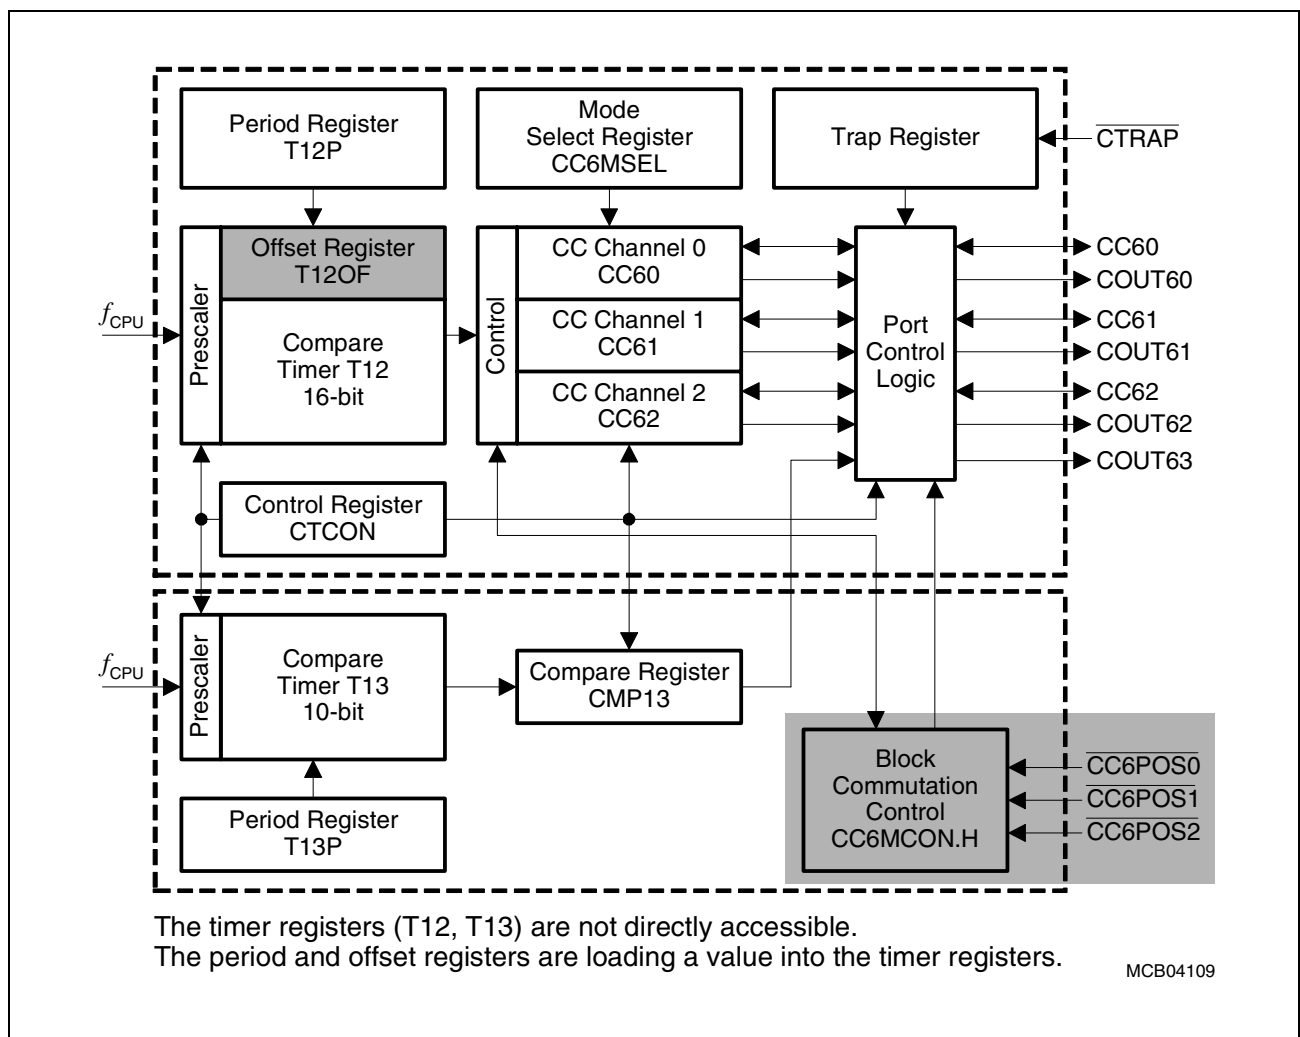 Period Register
T12P
Mode
Select Register
CC6MSEL
Trap Register
CTRAP
Prescaler
Offset Register
T12OF
Compare
Timer T12
16-bit
fCPU
Control
CC Channel 0
CC60
CC Channel 1
CC61
CC Channel 2
CC62
Port
Control
Logic
CC60
COUT60
CC61
COUT61
CC62
COUT62
COUT63
Control Register
CTCON
fCPU
Prescaler
Compare
Timer T13
10-bit
Compare Register
CMP13
Period Register
T13P
Block
Commutation
Control
CC6MCON.H
CC6POS0
CC6POS1
CC6POS2
The timer registers (T12, T13) are not directly accessible.
The period and offset registers are loading a value into the timer registers.
MCB04109